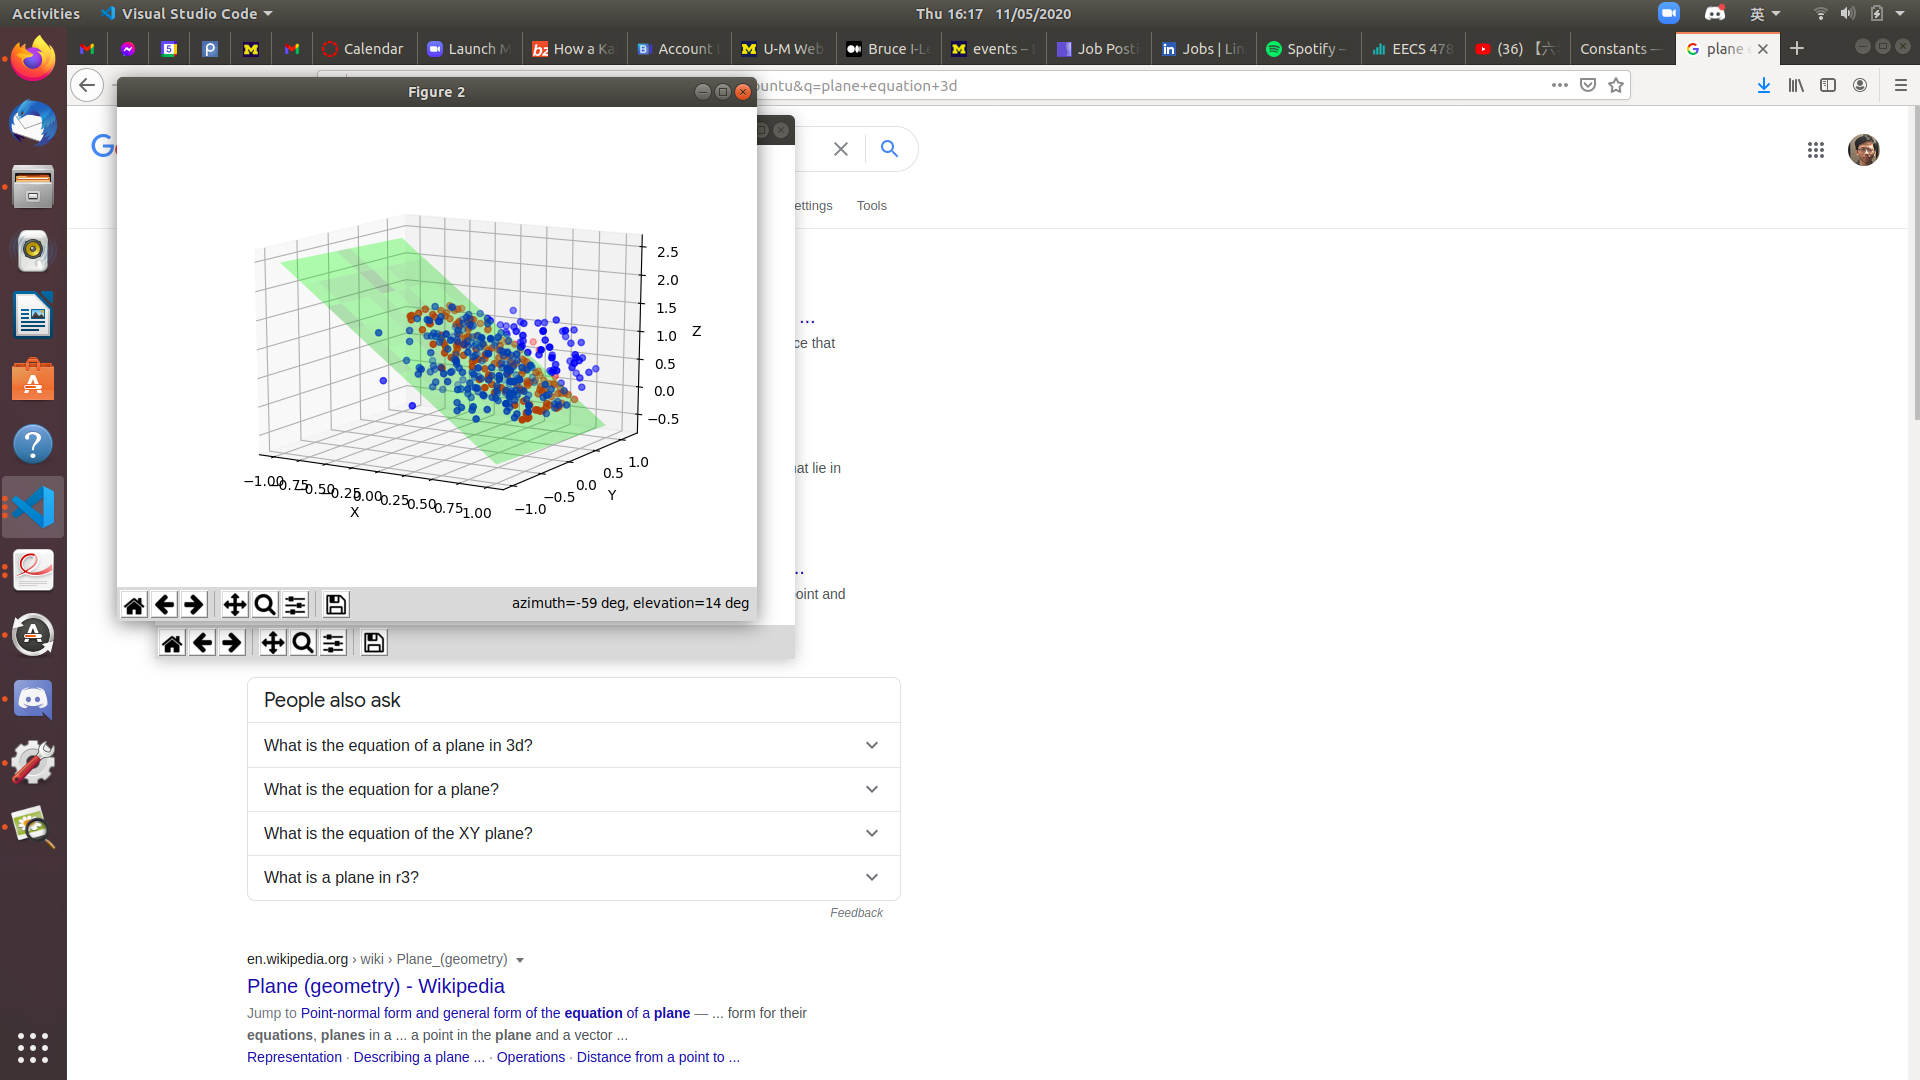 Activities
Visual Studio Code
Thu 16:17 11/05/2020
英
Calendar
Launch M
How a Ka
Account
U-M Web
Bruce I-Le
events –
Job Posti
Jobs | Lin
Spotify –
EECS 478
(36) 【六
Constants —
plane
untu&q=plane+equation+3d
Figure 2
ettings
Tools
...
ce that
hat lie in
..
oint and
2.5
2.0
1.5
1.0
0.5
0.0
−0.5
Z
−1.00
−0.75
−0.50
−0.25
0.00
0.25
0.50
0.75
1.00
X
−1.0
−0.5
0.0
0.5
1.0
Y
azimuth=-59 deg, elevation=14 deg
People also ask
What is the equation of a plane in 3d?
What is the equation for a plane?
What is the equation of the XY plane?
What is a plane in r3?
Feedback
en.wikipedia.org › wiki › Plane_(geometry)
Plane (geometry) - Wikipedia
Jump to Point-normal form and general form of the equation of a plane — ... form for their
equations, planes in a ... a point in the plane and a vector ...
Representation · Describing a plane ... · Operations · Distance from a point to ...